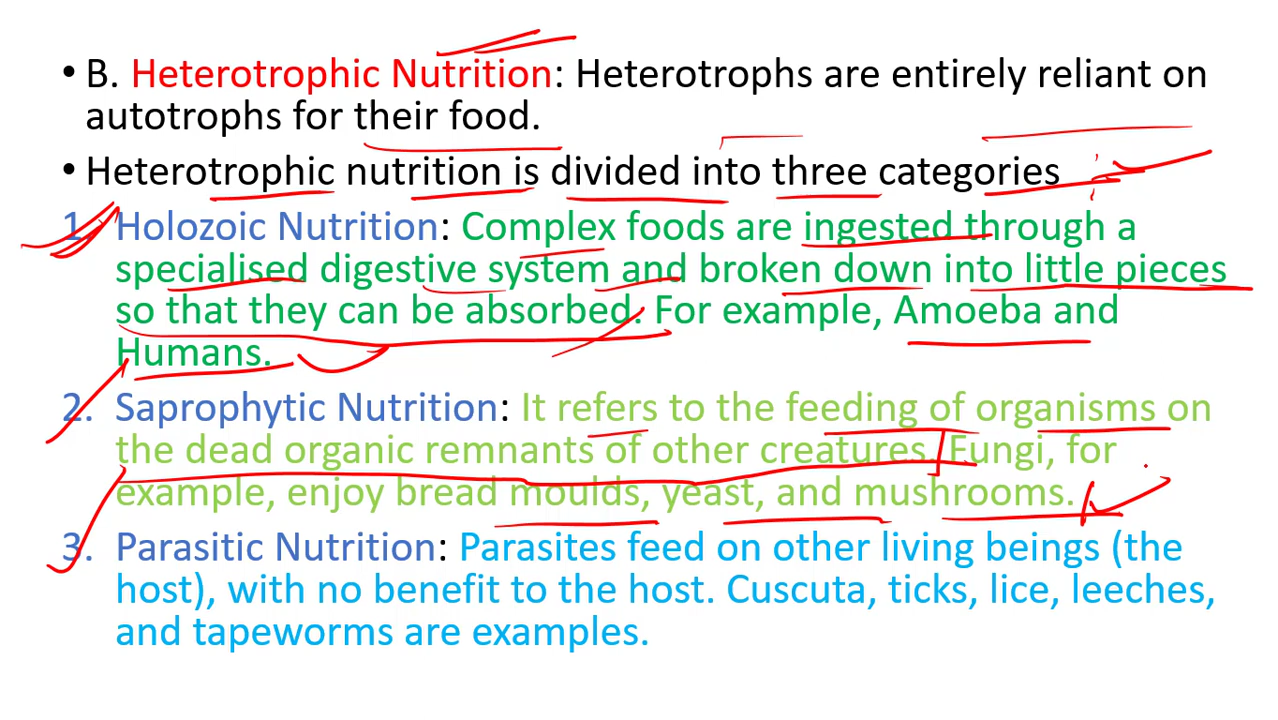 • B. Heterotrophic Nutrition: Heterotrophs are entirely reliant on
autotrophs for their food.
• Heterotrophic nutrition is divided into three categories
1. Holozoic Nutrition: Complex foods are ingested through a
specialised digestive system and broken down into little pieces
so that they can be absorbed. For example, Amoeba and
Humans.
2. Saprophytic Nutrition: It refers to the feeding of organisms on
the dead organic remnants of other creatures. Fungi, for
example, enjoy bread moulds, yeast, and mushrooms.
3. Parasitic Nutrition: Parasites feed on other living beings (the
host), with no benefit to the host. Cuscuta, ticks, lice, leeches,
and tapeworms are examples.